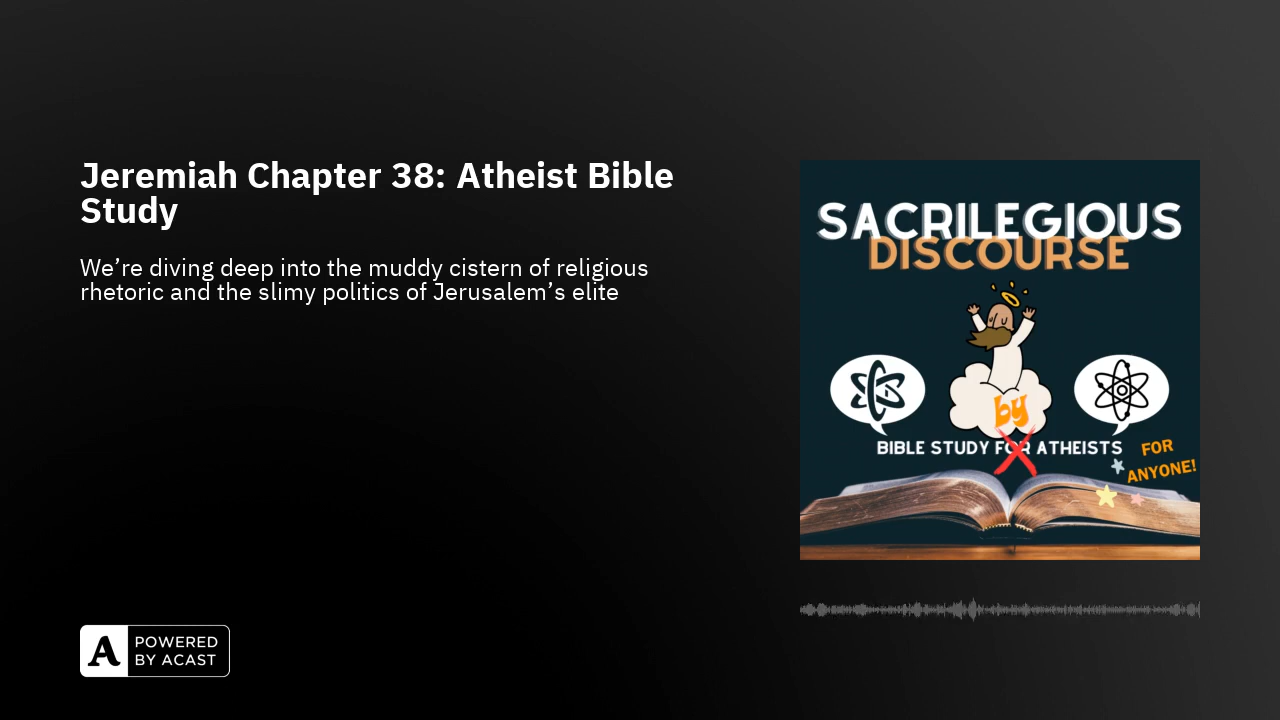 Jeremiah Chapter 38: Atheist Bible
Study
We’re diving deep into the muddy cistern of religious
rhetoric and the slimy politics of Jerusalem’s elite
SACRILEGIOUS
DISCOURSE
by
BIBLE STUDY FOR ATHEISTS
FOR
ANYONE!
A POWERED
BY ACAST